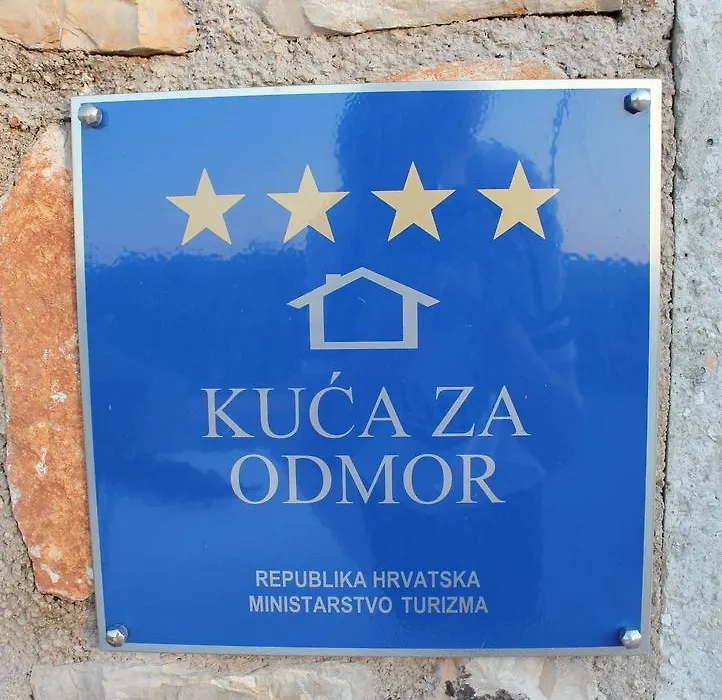 KUĆA ZA
ODMOR
REPUBLIKA HRVATSKA
MINISTARSTVO TURIZMA